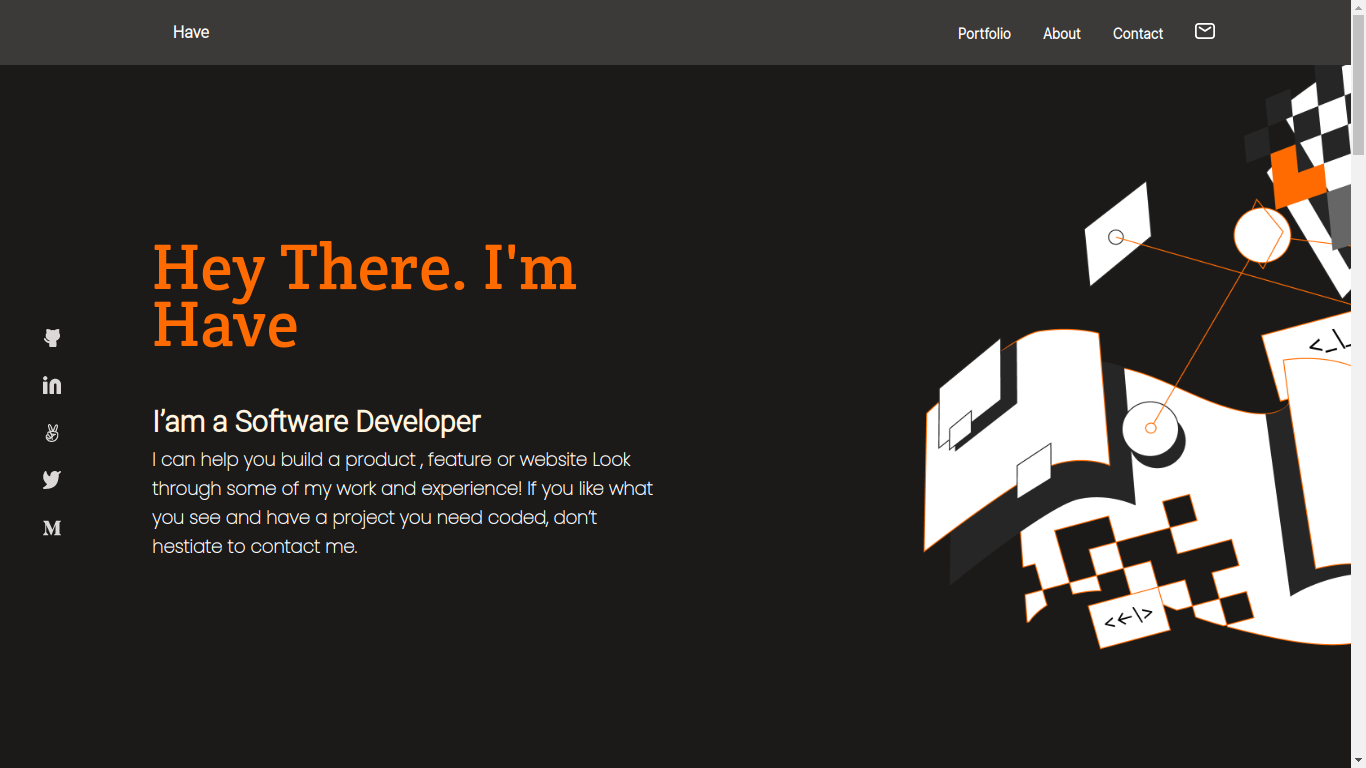 Have
Portfolio About Contact
Hey There. I'm
Have
I’am a Software Developer
I can help you build a product , feature or website Look
through some of my work and experience! If you like what
you see and have a project you need coded, don’t
hestiate to contact me.
<_\_
<←\>